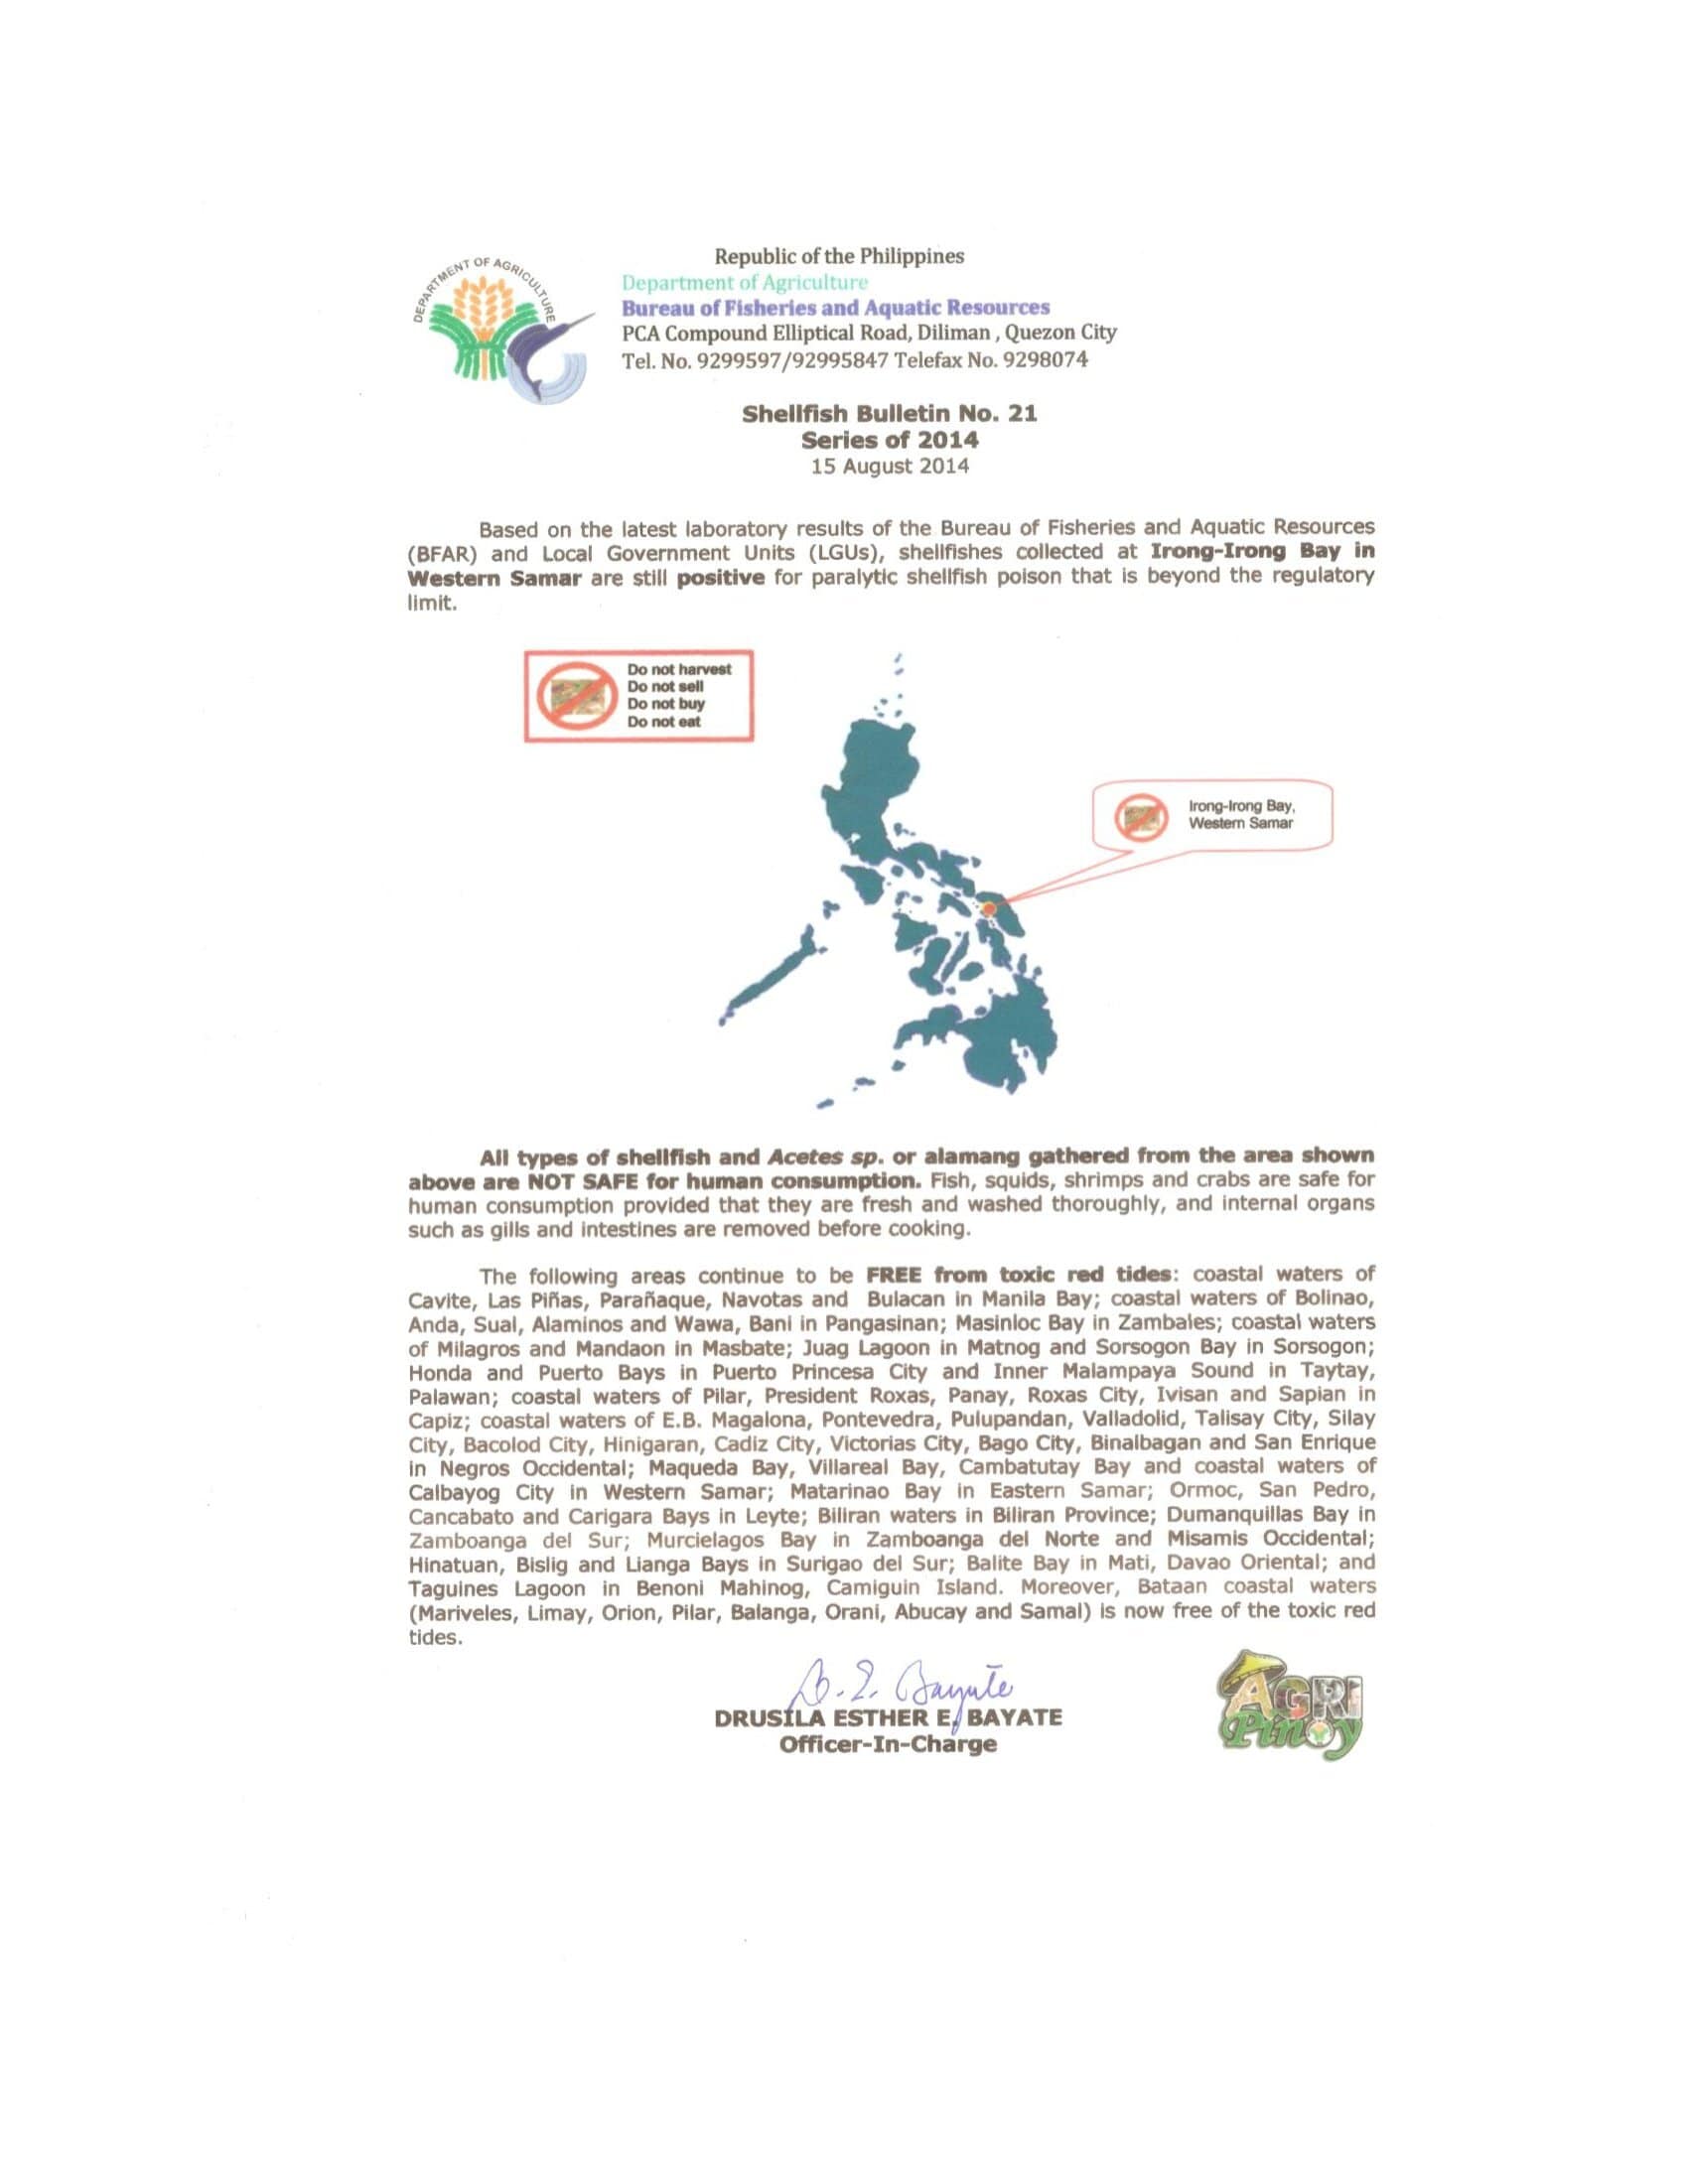 DEPARTMENT OF AGRICULTURE
Republic of the Philippines
Department of Agriculture
Bureau of Fisheries and Aquatic Resources
PCA Compound Elliptical Road, Diliman , Quezon City
Tel. No. 9299597/92995847 Telefax No. 9298074
Shellfish Bulletin No. 21
Series of 2014
15 August 2014
Based on the latest laboratory results of the Bureau of Fisheries and Aquatic Resources
(BFAR) and Local Government Units (LGUs), shellfishes collected at Irong-Irong Bay in
Western Samar are still positive for paralytic shellfish poison that is beyond the regulatory
limit.
Do not harvest
Do not sell
Do not buy
Do not eat
Irong-Irong Bay,
Western Samar
All types of shellfish and Acetes sp. or alamang gathered from the area shown
above are NOT SAFE for human consumption. Fish, squids, shrimps and crabs are safe for
human consumption provided that they are fresh and washed thoroughly, and internal organs
such as gills and intestines are removed before cooking.
The following areas continue to be FREE from toxic red tides: coastal waters of
Cavite, Las Piñas, Parañaque, Navotas and Bulacan in Manila Bay; coastal waters of Bolinao,
Anda, Sual, Alaminos and Wawa, Bani in Pangasinan; Masinloc Bay in Zambales; coastal waters
of Milagros and Mandaon in Masbate; Juag Lagoon in Matnog and Sorsogon Bay in Sorsogon;
Honda and Puerto Bays in Puerto Princesa City and Inner Malampaya Sound in Taytay,
Palawan; coastal waters of Pilar, President Roxas, Panay, Roxas City, Ivisan and Sapian in
Capiz; coastal waters of E.B. Magalona, Pontevedra, Pulupandan, Valladolid, Talisay City, Silay
City, Bacolod City, Hinigaran, Cadiz City, Victorias City, Bago City, Binalbagan and San Enrique
in Negros Occidental; Maqueda Bay, Villareal Bay, Cambatutay Bay and coastal waters of
Calbayog City in Western Samar; Matarinao Bay in Eastern Samar; Ormoc, San Pedro,
Cancabato and Carigara Bays in Leyte; Biliran waters in Biliran Province; Dumanquillas Bay in
Zamboanga del Sur; Murcielagos Bay in Zamboanga del Norte and Misamis Occidental;
Hinatuan, Bislig and Lianga Bays in Surigao del Sur; Balite Bay in Mati, Davao Oriental; and
Taguines Lagoon in Benoni Mahinog, Camiguin Island. Moreover, Bataan coastal waters
(Mariveles, Limay, Orion, Pilar, Balanga, Orani, Abucay and Samal) is now free of the toxic red
tides.
D. E. Bayate
DRUSILA ESTHER E. BAYATE
Officer-In-Charge
AGRI
Pinoy